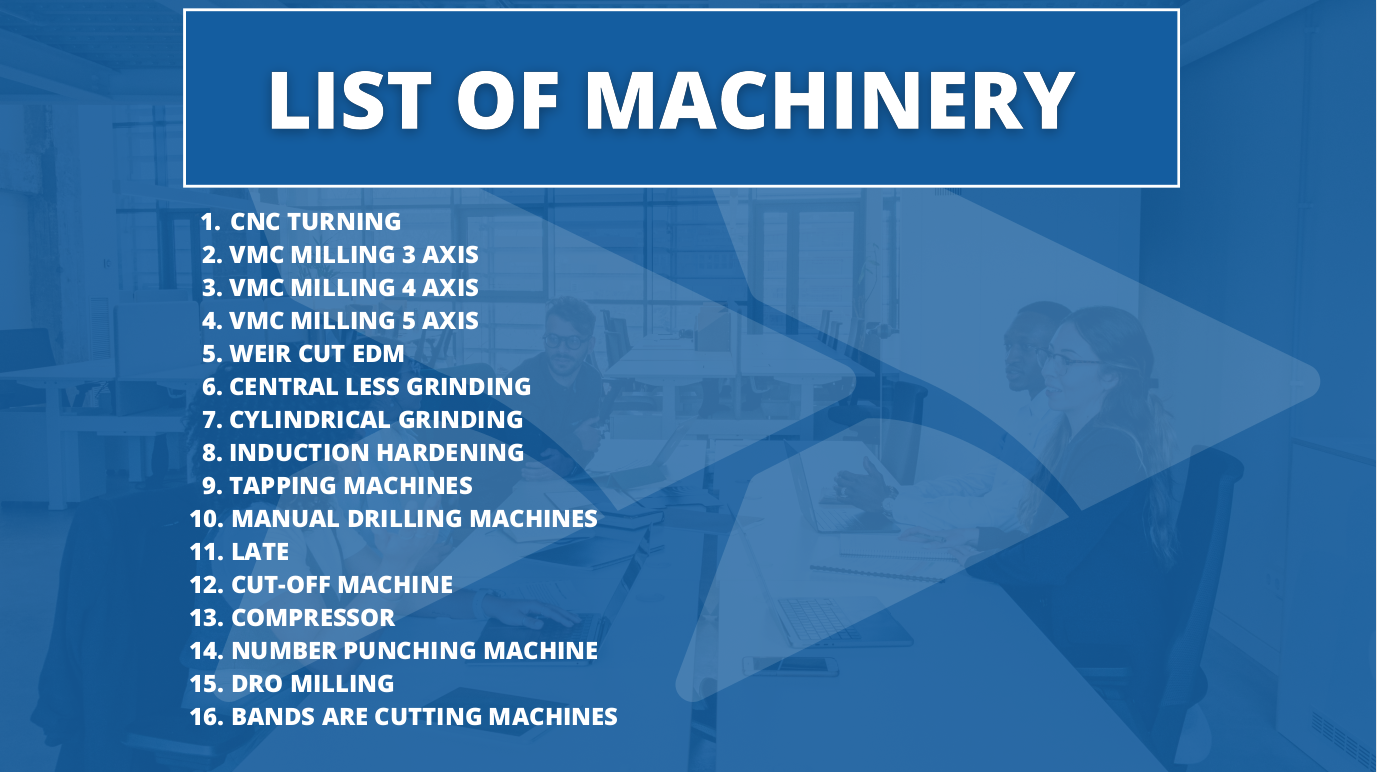 LIST OF MACHINERY
1. CNC TURNING
2. VMC MILLING 3 AXIS
3. VMC MILLING 4 AXIS
4. VMC MILLING 5 AXIS
5. WEIR CUT EDM
6. CENTRAL LESS GRINDING
7. CYLINDRICAL GRINDING
8. INDUCTION HARDENING
9. TAPPING MACHINES
10. MANUAL DRILLING MACHINES
11. LATE
12. CUT-OFF MACHINE
13. COMPRESSOR
14. NUMBER PUNCHING MACHINE
15. DRO MILLING
16. BANDS ARE CUTTING MACHINES